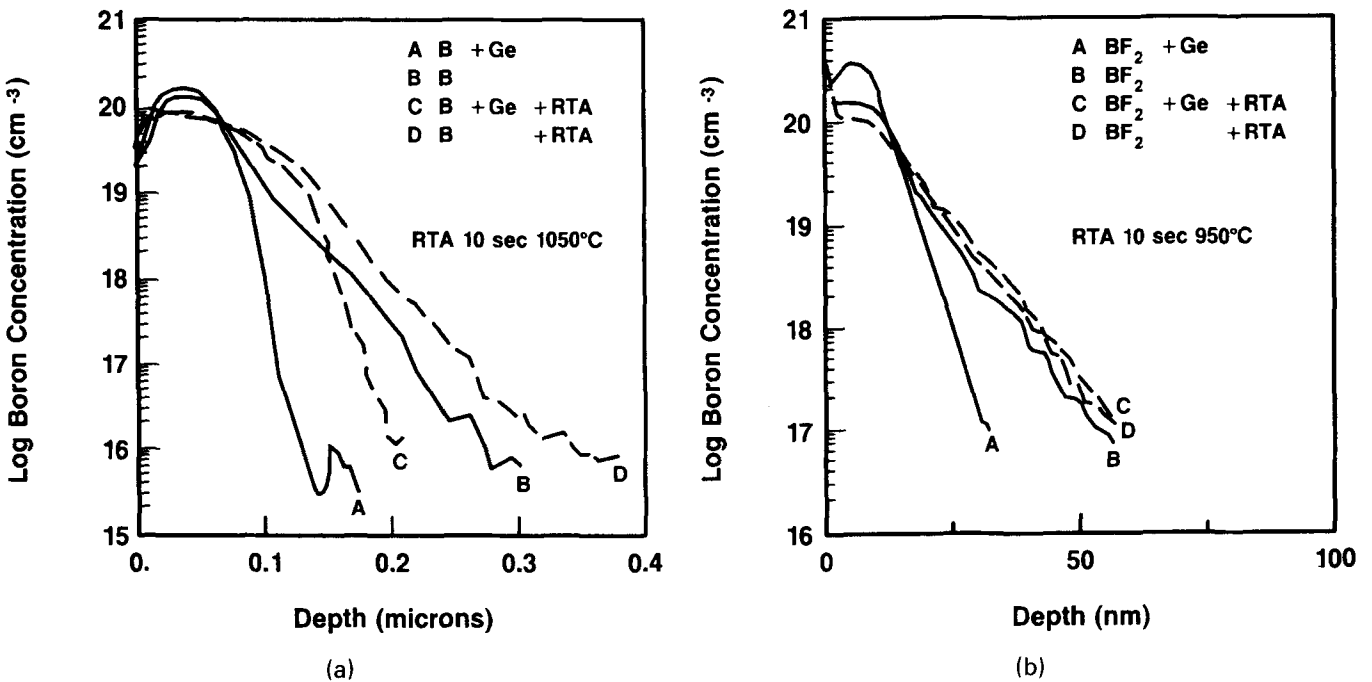 21
20
19
18
17
16
15
Log Boron Concentration (cm -3)
A B +Ge
B B
C B +Ge +RTA
D B +RTA
RTA 10 sec 1050°C
A
C
B
D
0. 0.1 0.2 0.3 0.4
Depth (microns)
(a)
21
20
19
18
17
16
Log Boron Concentration (cm -3)
A BF2 +Ge
B BF2
C BF2 +Ge +RTA
D BF2 +RTA
RTA 10 sec 950°C
A
C
D
B
0 50 100
Depth (nm)
(b)